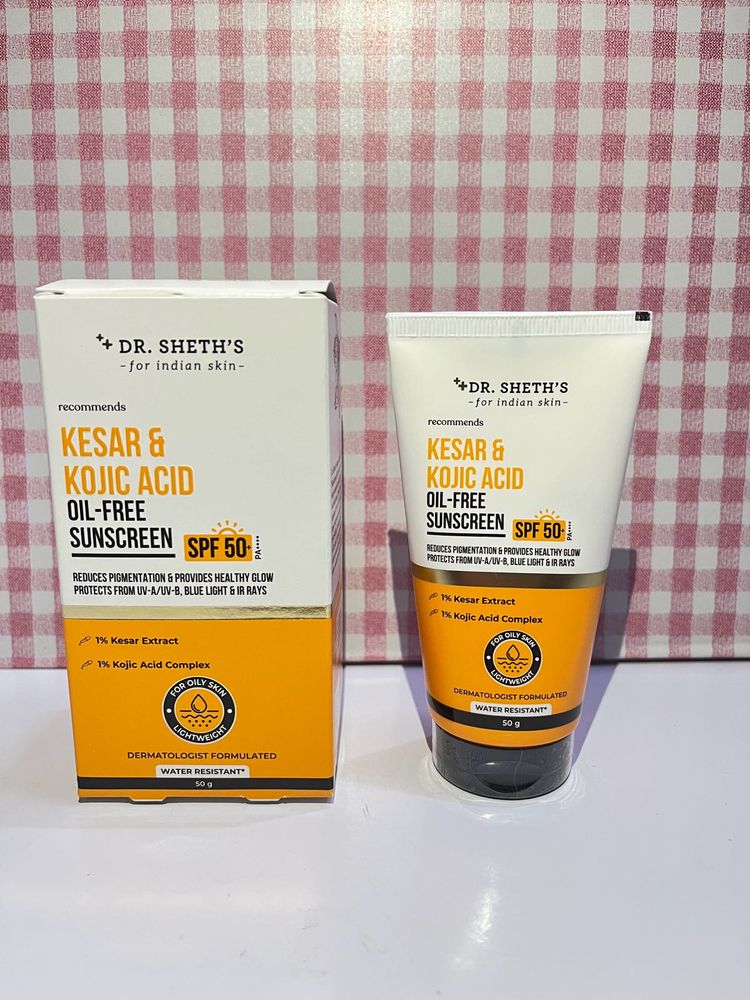 DR. SHETH'S
-for indian skin-
recommends
KESAR &
KOJIC ACID
OIL-FREE
SUNSCREEN
SPF 50+
PA++++
REDUCES PIGMENTATION & PROVIDES HEALTHY GLOW
PROTECTS FROM UV-A/UV-B, BLUE LIGHT & IR RAYS
1% Kesar Extract
1% Kojic Acid Complex
FOR OILY SKIN
LIGHTWEIGHT
DERMATOLOGIST FORMULATED
WATER RESISTANT*
50 g
DR. SHETH'S
-for indian skin-
recommends
KESAR &
KOJIC ACID
OIL-FREE
SUNSCREEN
SPF 50+
PA++++
REDUCES PIGMENTATION & PROVIDES HEALTHY GLOW
PROTECTS FROM UV-A/UV-B, BLUE LIGHT & IR RAYS
1% Kesar Extract
1% Kojic Acid Complex
FOR OILY SKIN
LIGHTWEIGHT
DERMATOLOGIST FORMULATED
WATER RESISTANT*
50 g